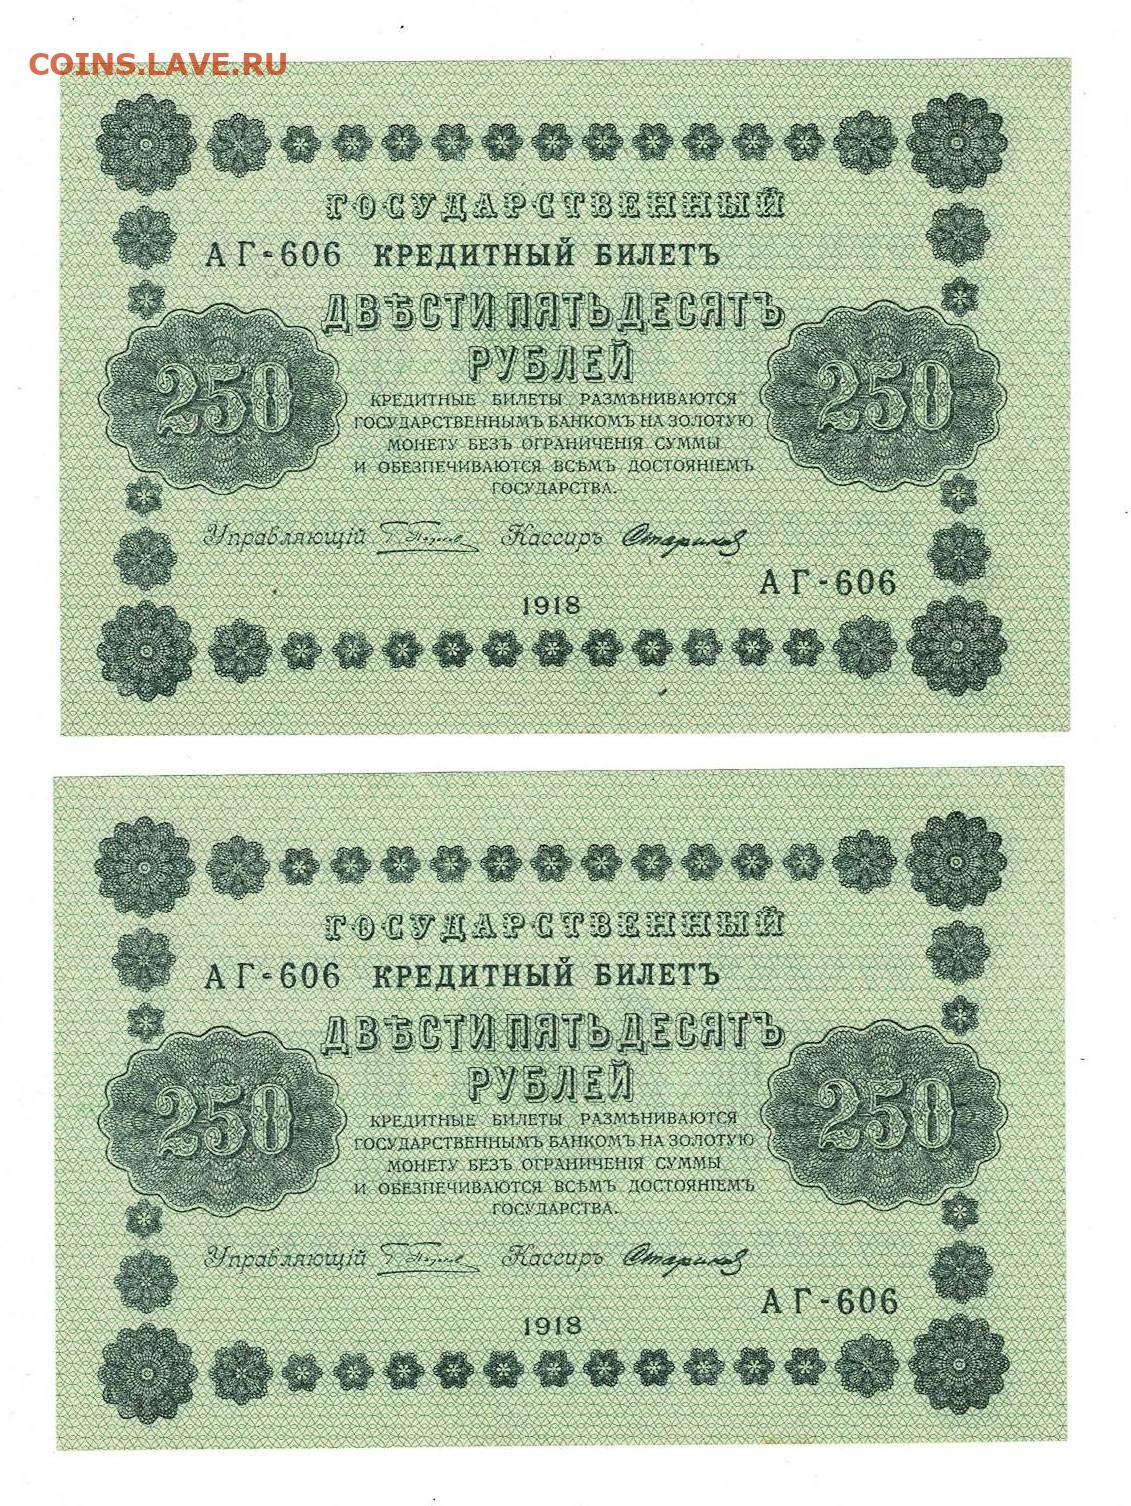 COINS.LAVE.RU
ГОСУДАРСТВЕННЫЙ
АГ-606 КРЕДИТНЫЙ БИЛЕТЪ
ДВѢСТИ ПЯТЬДЕСЯТЪ
РУБЛЕЙ
250 250
КРЕДИТНЫЕ БИЛЕТЫ РАЗМѢНИВАЮТСЯ
ГОСУДАРСТВЕННЫМЪ БАНКОМЪ НА ЗОЛОТУЮ
МОНЕТУ БЕЗЪ ОГРАНИЧЕНІЯ СУММЫ
И ОБЕЗПЕЧИВАЮТСЯ ВСѢМЪ ДОСТОЯНІЕМЪ
ГОСУДАРСТВА.
Управляющій Кассиръ Стариков
АГ-606
1918
ГОСУДАРСТВЕННЫЙ
АГ-606 КРЕДИТНЫЙ БИЛЕТЪ
ДВѢСТИ ПЯТЬДЕСЯТЪ
РУБЛЕЙ
250 250
КРЕДИТНЫЕ БИЛЕТЫ РАЗМѢНИВАЮТСЯ
ГОСУДАРСТВЕННЫМЪ БАНКОМЪ НА ЗОЛОТУЮ
МОНЕТУ БЕЗЪ ОГРАНИЧЕНІЯ СУММЫ
И ОБЕЗПЕЧИВАЮТСЯ ВСѢМЪ ДОСТОЯНІЕМЪ
ГОСУДАРСТВА.
Управляющій Кассиръ Стариков
АГ-606
1918